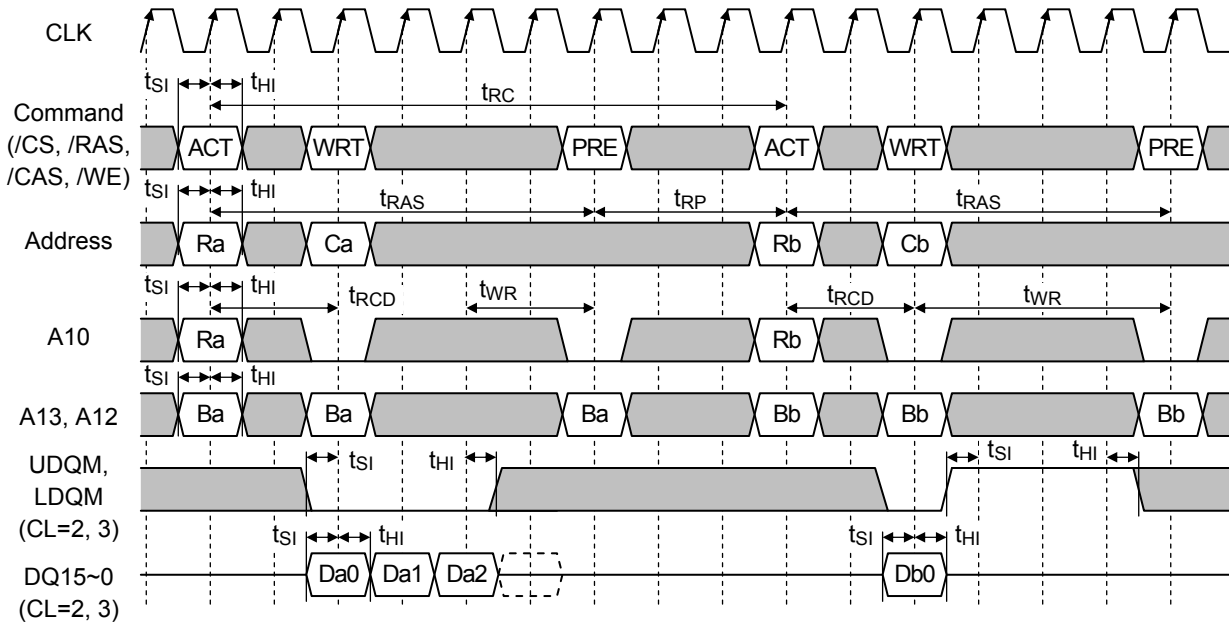 CLK
tSI tHI
tRC
Command
(/CS, /RAS,
/CAS, /WE)
ACT WRT PRE ACT WRT PRE
tSI tHI
tRAS tRP tRAS
Address
Ra Ca Rb Cb
tSI tHI
tRCD tWR tRCD tWR
A10
Ra Rb
tSI tHI
A13, A12
Ba Ba Ba Bb Bb Bb
UDQM,
LDQM
(CL=2, 3)
tSI tHI tSI tHI
tSI tHI tSI tHI
DQ15~0
(CL=2, 3)
Da0 Da1 Da2 Db0